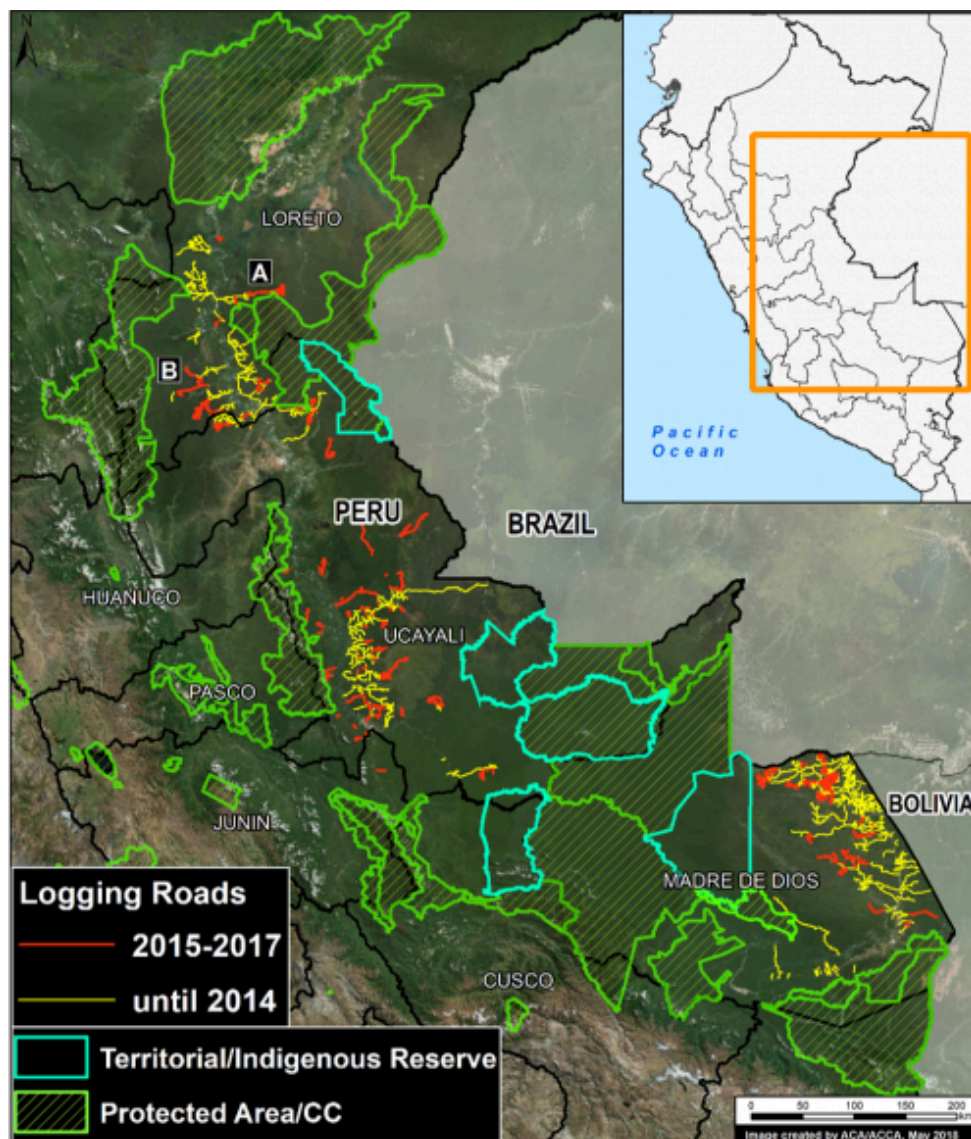 N
LORETO
A
B
Pacific
Ocean
PERU
BRAZIL
HUANUCO
UCAYALI
PASCO
BOLIVIA
JUNIN
MADRE DE DIOS
CUSCO
Logging Roads
2015-2017
until 2014
Territorial/Indigenous Reserve
Protected Area/CC
0 50 100 150 200
km
Image created by ACA/ACCA, May 2018